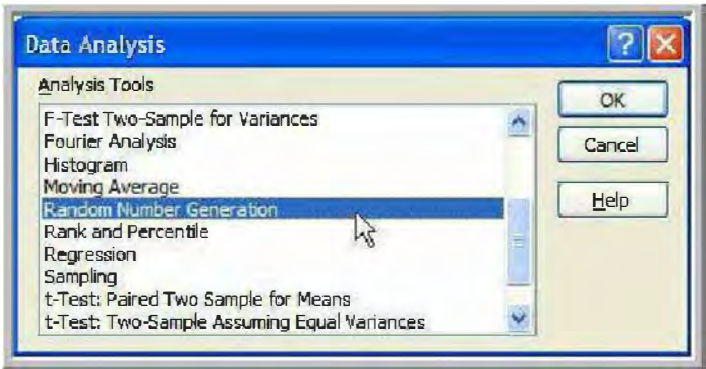 Data Analysis
?
Analysis Tools
F-Test Two-Sample for Variances
Fourier Analysis
Histogram
Moving Average
Random Number Generation
Rank and Percentile
Regression
Sampling
t-Test: Paired Two Sample for Means
t-Test: Two-Sample Assuming Equal Variances
OK
Cancel
Help